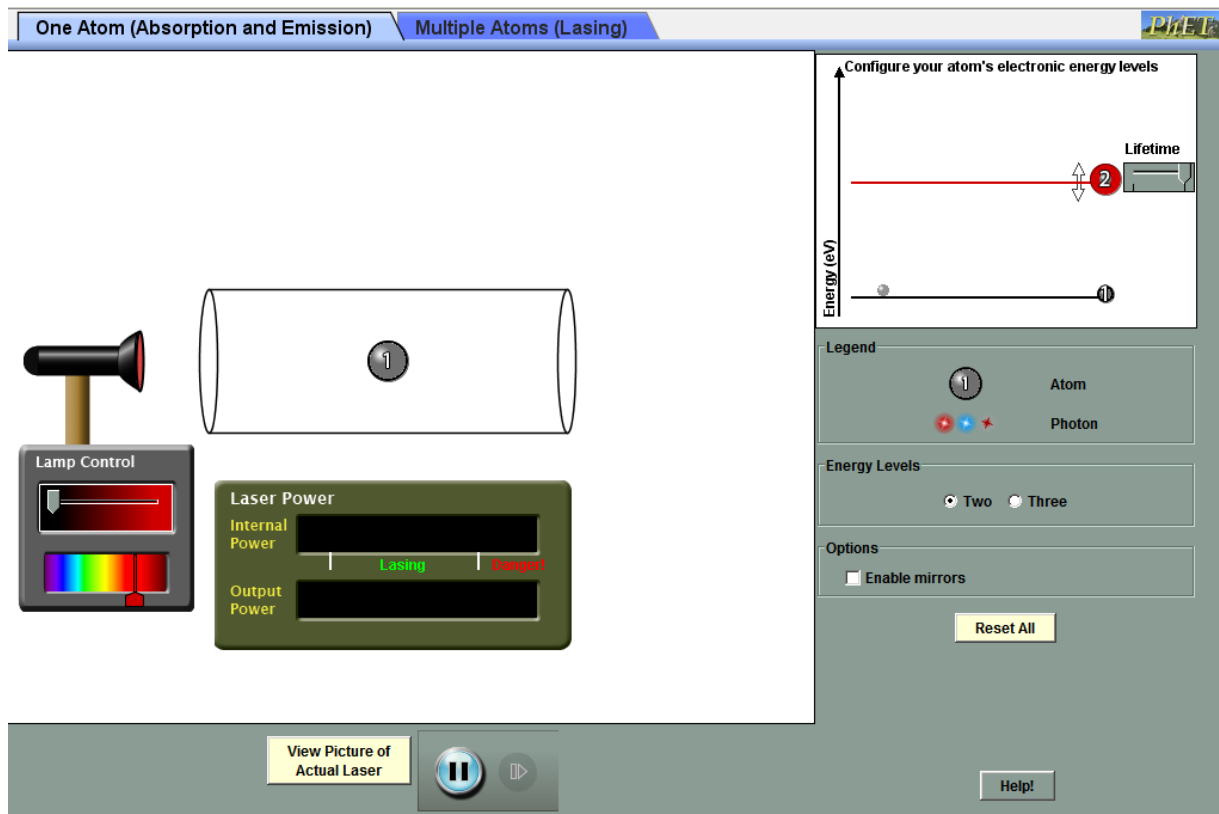 One Atom (Absorption and Emission)
Multiple Atoms (Lasing)
PhET
Configure your atom's electronic energy levels
Lifetime
2
Energy (eV)
1
1
Legend
1
Atom
Photon
Lamp Control
Laser Power
Internal
Power
Lasing
Danger!
Output
Power
Energy Levels
Two
Three
Options
Enable mirrors
Reset All
View Picture of
Actual Laser
Help!